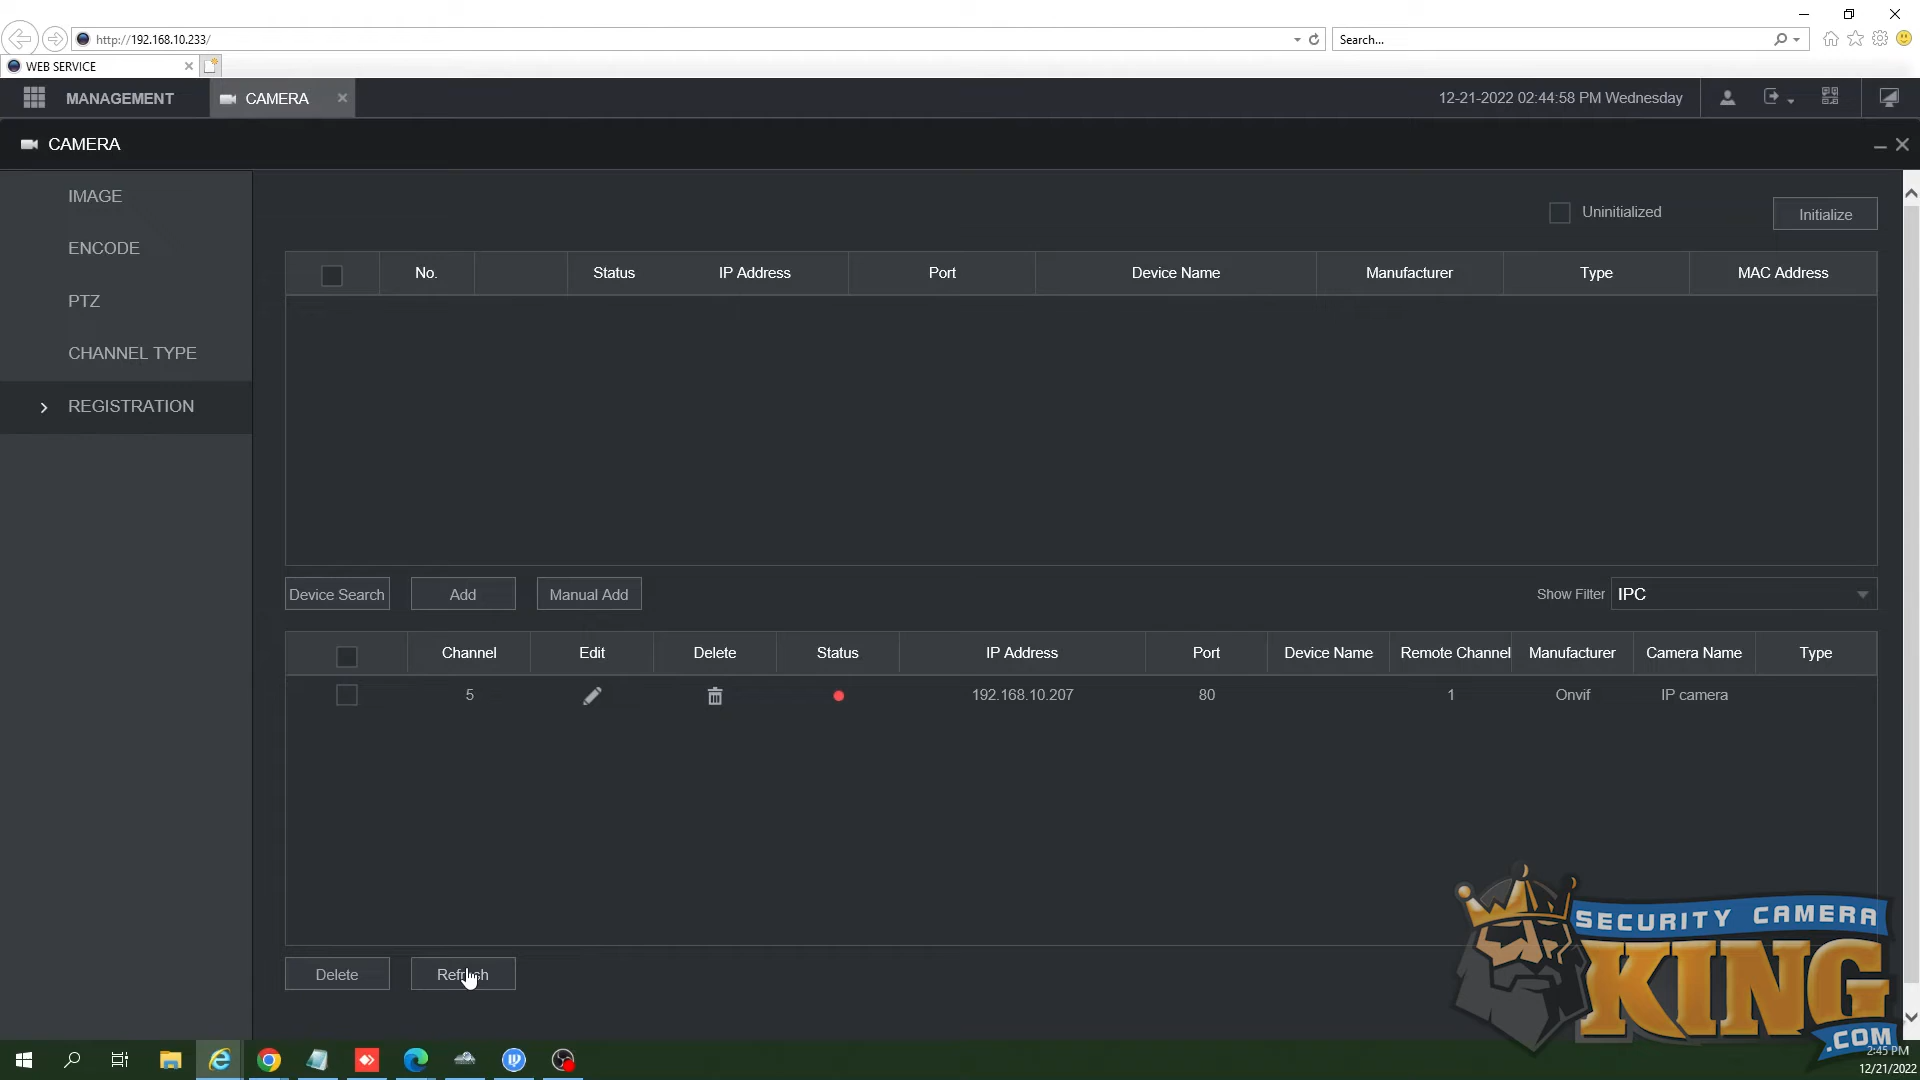 http://192.168.10.233/
Search...
WEB SERVICE
MANAGEMENT
CAMERA
12-21-2022 02:44:58 PM Wednesday
CAMERA
IMAGE
ENCODE
PTZ
CHANNEL TYPE
REGISTRATION
Uninitialized
Initialize
No. Status IP Address Port Device Name Manufacturer Type MAC Address
Device Search Add Manual Add Show Filter IPC
Channel Edit Delete Status IP Address Port Device Name Remote Channel Manufacturer Camera Name Type
5 192.168.10.207 80 1 Onvif IP camera
Delete Refresh
SECURITY CAMERA
KING
.COM
2:45 PM
12/21/2022